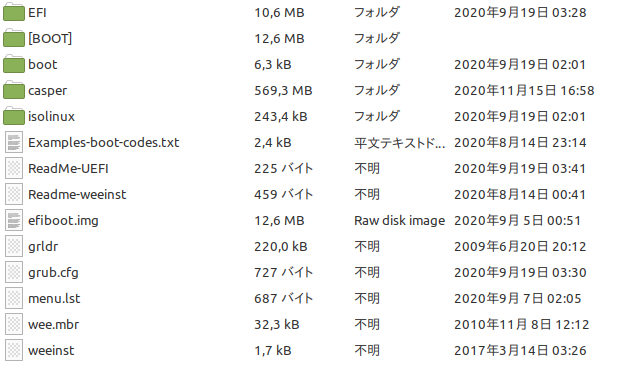 EFI 10,6 MB フォルダ 2020年9月19日 03:28
[BOOT] 12,6 MB フォルダ
boot 6,3 kB フォルダ 2020年9月19日 02:01
casper 569,3 MB フォルダ 2020年11月15日 16:58
isolinux 243,4 kB フォルダ 2020年9月19日 02:01
Examples-boot-codes.txt 2,4 kB 平文テキストド... 2020年8月14日 23:14
ReadMe-UEFI 225 バイト 不明 2020年9月19日 03:41
Readme-weeinst 459 バイト 不明 2020年8月14日 00:41
efiboot.img 12,6 MB Raw disk image 2020年9月 5日 00:51
grldr 220,0 kB 不明 2009年6月20日 20:12
grub.cfg 727 バイト 不明 2020年9月19日 03:30
menu.lst 687 バイト 不明 2020年9月 7日 02:05
wee.mbr 32,3 kB 不明 2010年11月 8日 12:12
weeinst 1,7 kB 不明 2017年3月14日 03:26